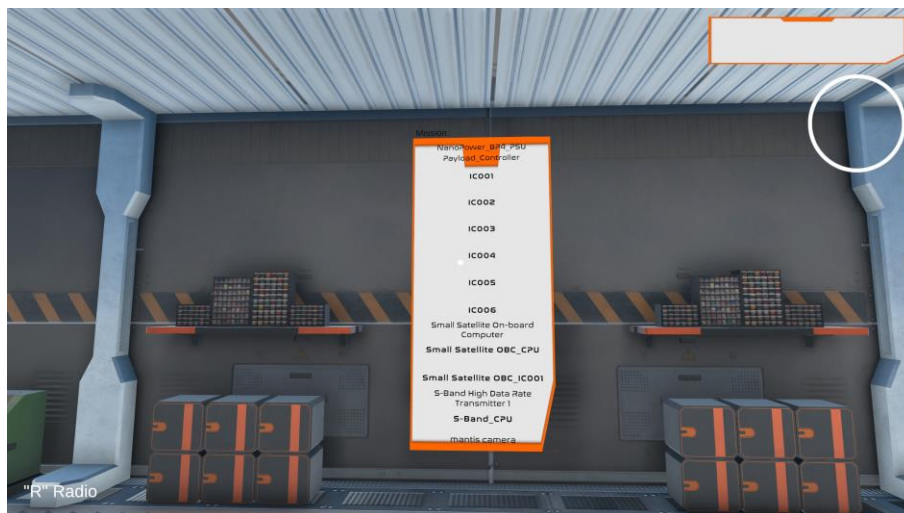 Mission:
NanoPower_BP4_PSU
Payload_Controller
IC001
IC002
IC003
IC004
IC005
IC006
Small Satellite On-board
Computer
Small Satellite OBC_CPU
Small Satellite OBC_IC001
S-Band High Data Rate
Transmitter 1
S-Band_CPU
mantis camera
"R" Radio